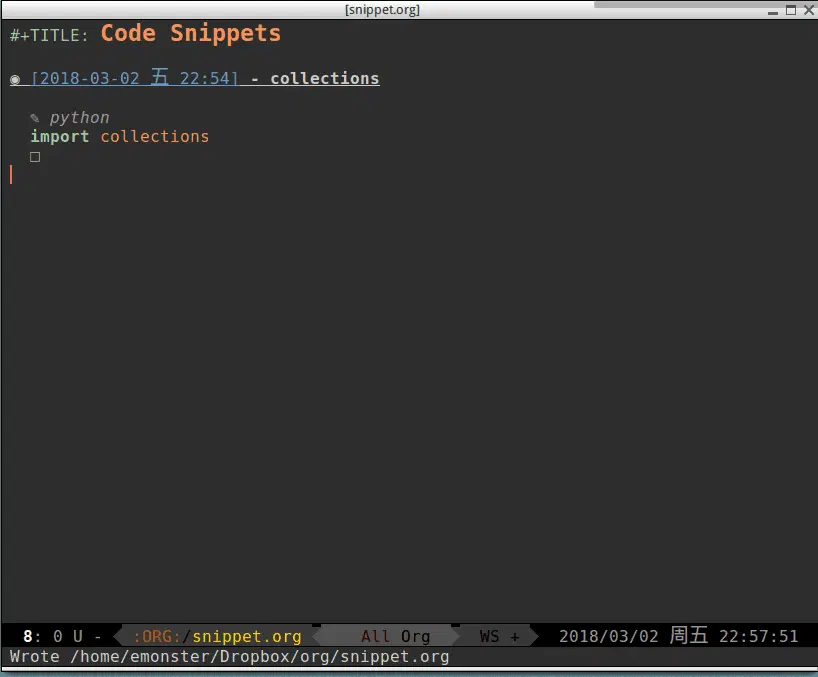 [snippet.org]
#+TITLE: Code Snippets
◉ [2018-03-02 五 22:54] - collections
✎ python
import collections
□
8: 0 U - :ORG:/snippet.org All Org WS + 2018/03/02 周五 22:57:51
Wrote /home/emonster/Dropbox/org/snippet.org